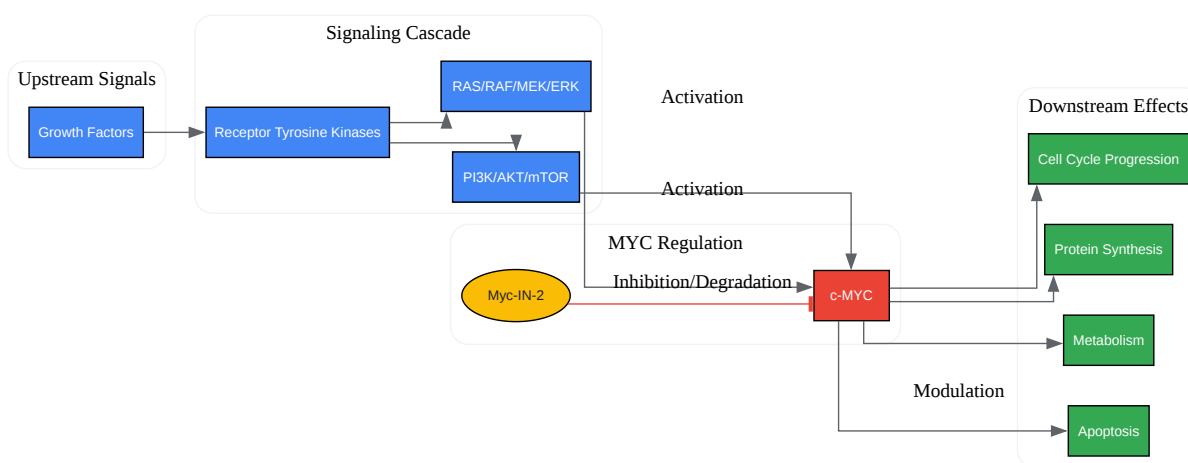 Signaling Cascade
Upstream Signals
Growth Factors
Receptor Tyrosine Kinases
RAS/RAF/MEK/ERK
PI3K/AKT/mTOR
Activation
Activation
MYC Regulation
Inhibition/Degradation
Myc-IN-2
c-MYC
Downstream Effects
Cell Cycle Progression
Protein Synthesis
Metabolism
Modulation
Apoptosis